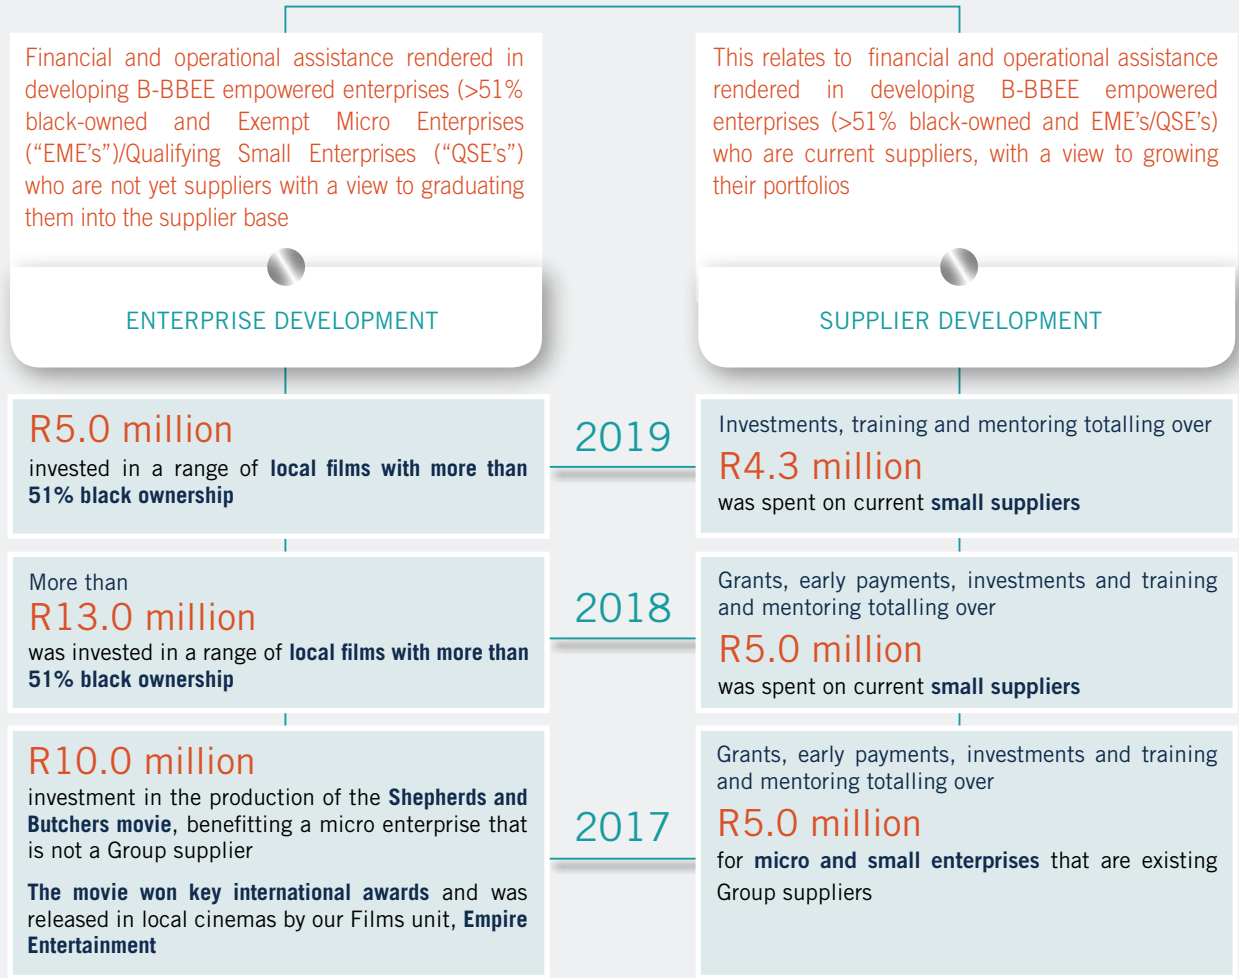 Financial and operational assistance rendered in
developing B-BBEE empowered enterprises (>51%
black-owned and Exempt Micro Enterprises
(“EME’s”)/Qualifying Small Enterprises (“QSE’s”)
who are not yet suppliers with a view to graduating
them into the supplier base
ENTERPRISE DEVELOPMENT
This relates to financial and operational assistance
rendered in developing B-BBEE empowered
enterprises (>51% black-owned and EME’s/QSE’s)
who are current suppliers, with a view to growing
their portfolios
SUPPLIER DEVELOPMENT
R5.0 million
invested in a range of local films with more than
51% black ownership
2019
Investments, training and mentoring totalling over
R4.3 million
was spent on current small suppliers
More than
R13.0 million
was invested in a range of local films with more than
51% black ownership
2018
Grants, early payments, investments and training
and mentoring totalling over
R5.0 million
was spent on current small suppliers
R10.0 million
investment in the production of the Shepherds and
Butchers movie, benefitting a micro enterprise that
is not a Group supplier
The movie won key international awards and was
released in local cinemas by our Films unit, Empire
Entertainment
2017
Grants, early payments, investments and training
and mentoring totalling over
R5.0 million
for micro and small enterprises that are existing
Group suppliers